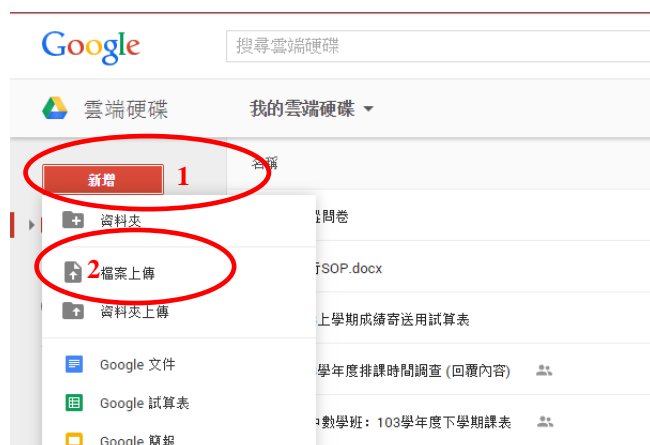 Google 搜尋雲端硬碟
雲端硬碟 我的雲端硬碟
新增 1 名稱
資料夾 問卷
2 檔案上傳 行SOP.docx
資料夾上傳 上學期成績寄送用試算表
Google 文件 學年度排課時間調查 (回覆內容)
Google 試算表 數學班：103學年度下學期課表
Google 簡報